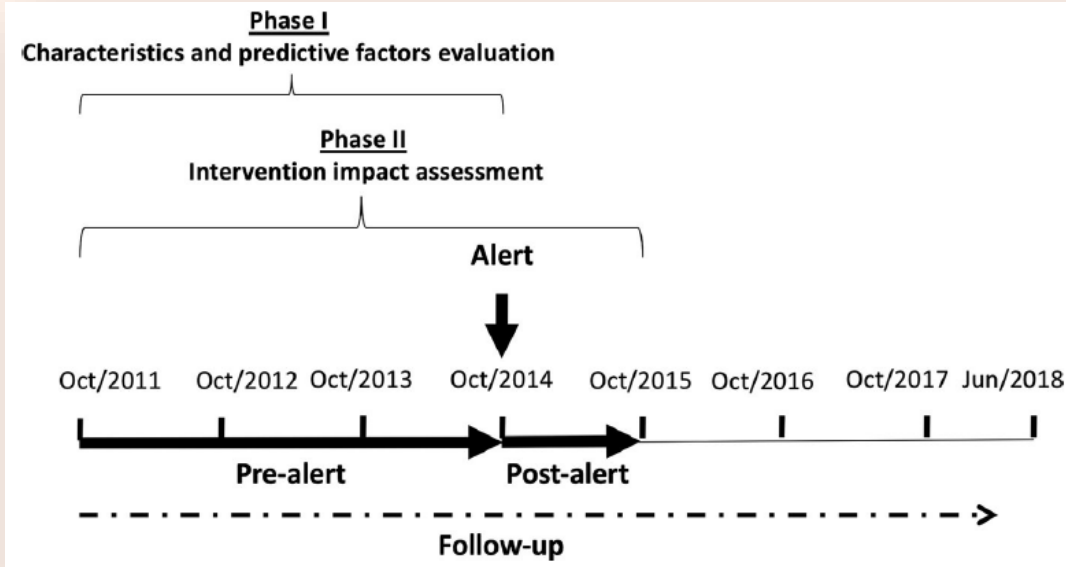 Phase I
Characteristics and predictive factors evaluation
Phase II
Intervention impact assessment
Alert
Oct/2011 Oct/2012 Oct/2013 Oct/2014 Oct/2015 Oct/2016 Oct/2017 Jun/2018
Pre-alert Post-alert
Follow-up